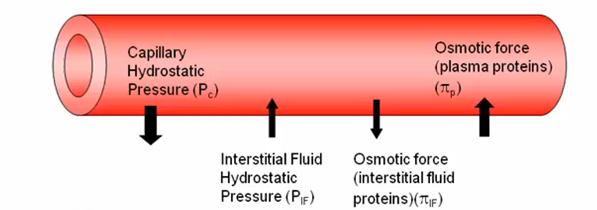 Capillary
Hydrostatic
Pressure (Pc)
Osmotic force
(plasma proteins)
(πp)
Interstitial Fluid
Hydrostatic
Pressure (PIF)
Osmotic force
(interstitial fluid
proteins)(πIF)